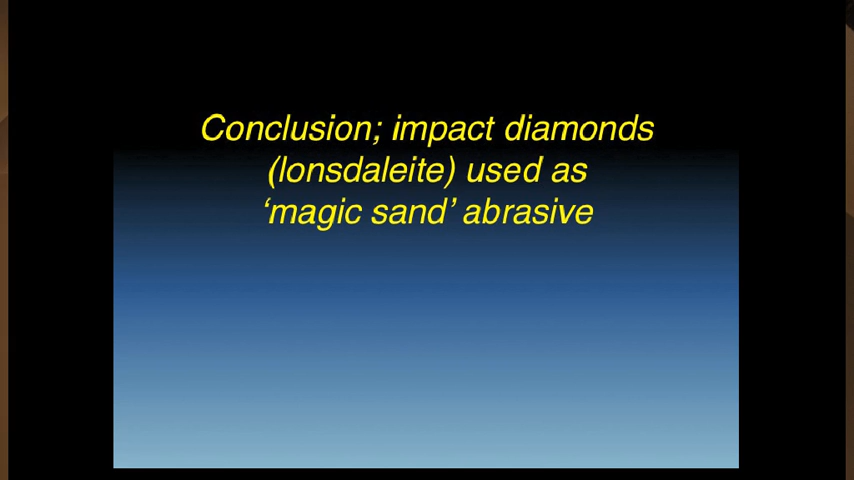 Conclusion; impact diamonds
(lonsdaleite) used as
‘magic sand’ abrasive